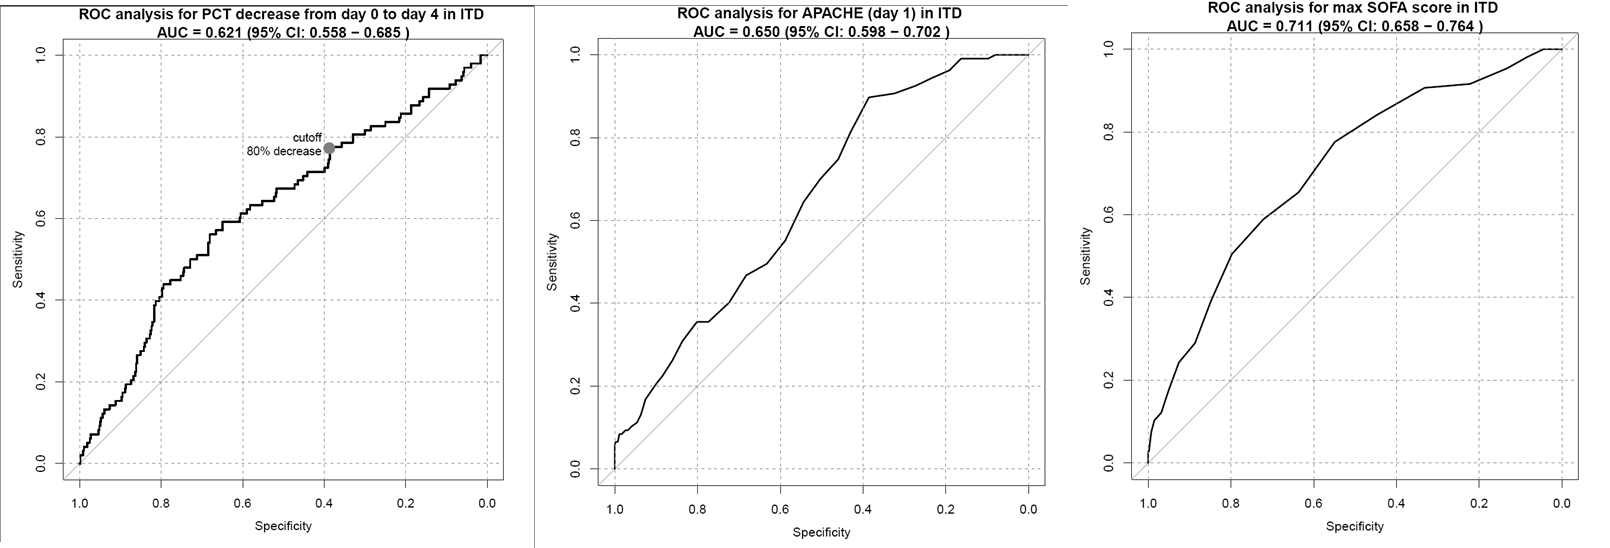 ROC analysis for PCT decrease from day 0 to day 4 in ITD
AUC = 0.621 (95% CI: 0.558 − 0.685 )
1.0
0.8
0.6
0.4
0.2
0.0
Sensitivity
cutoff
80% decrease
1.0 0.8 0.6 0.4 0.2 0.0
Specificity
ROC analysis for APACHE (day 1) in ITD
AUC = 0.650 (95% CI: 0.598 − 0.702 )
1.0
0.8
0.6
0.4
0.2
0.0
Sensitivity
1.0 0.8 0.6 0.4 0.2 0.0
Specificity
ROC analysis for max SOFA score in ITD
AUC = 0.711 (95% CI: 0.658 − 0.764 )
1.0
0.8
0.6
0.4
0.2
0.0
Sensitivity
1.0 0.8 0.6 0.4 0.2 0.0
Specificity